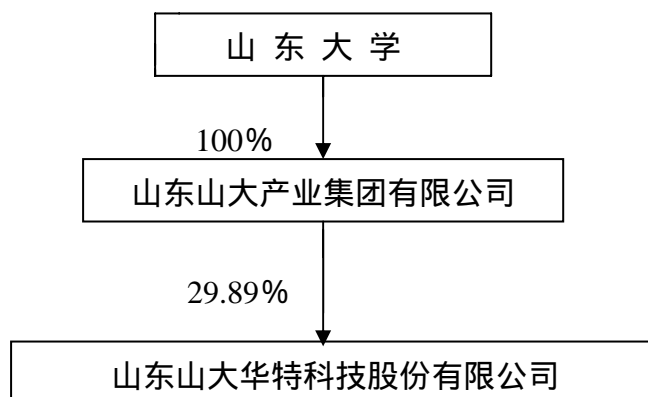 山 东 大 学
100％
山东山大产业集团有限公司
29.89％
山东山大华特科技股份有限公司